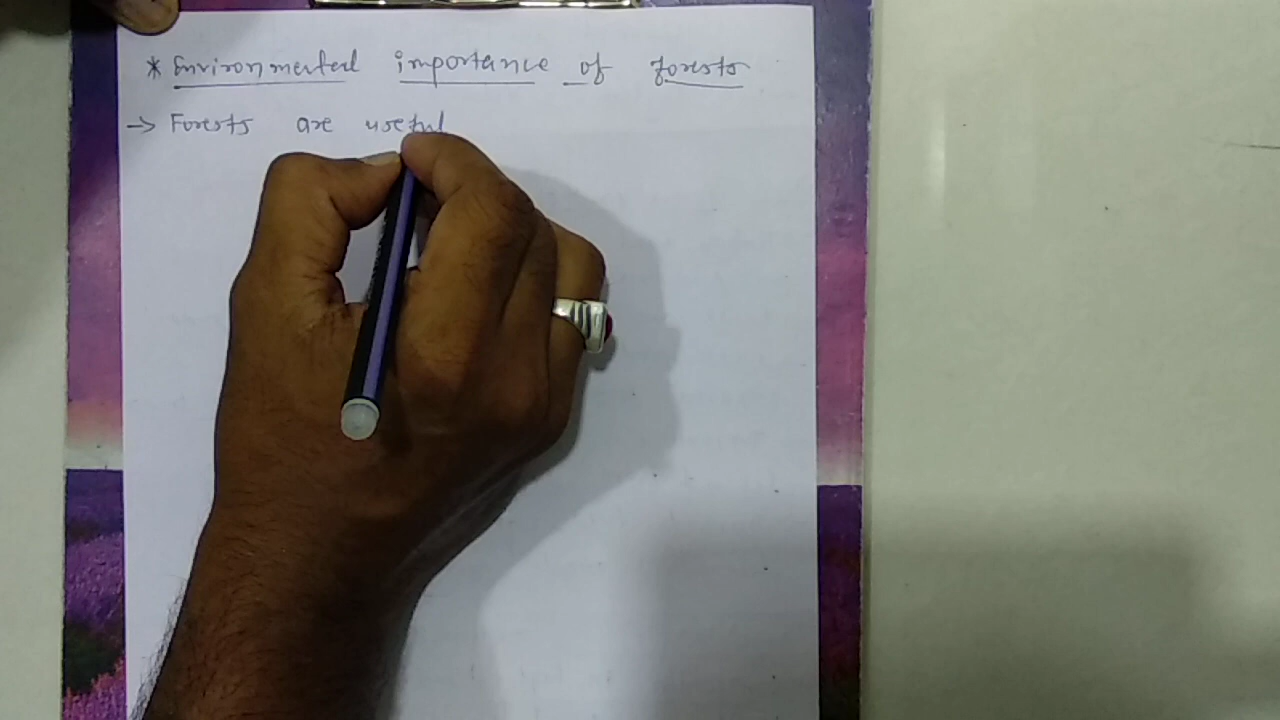 * Environmental importance of forests
→ Forests are useful